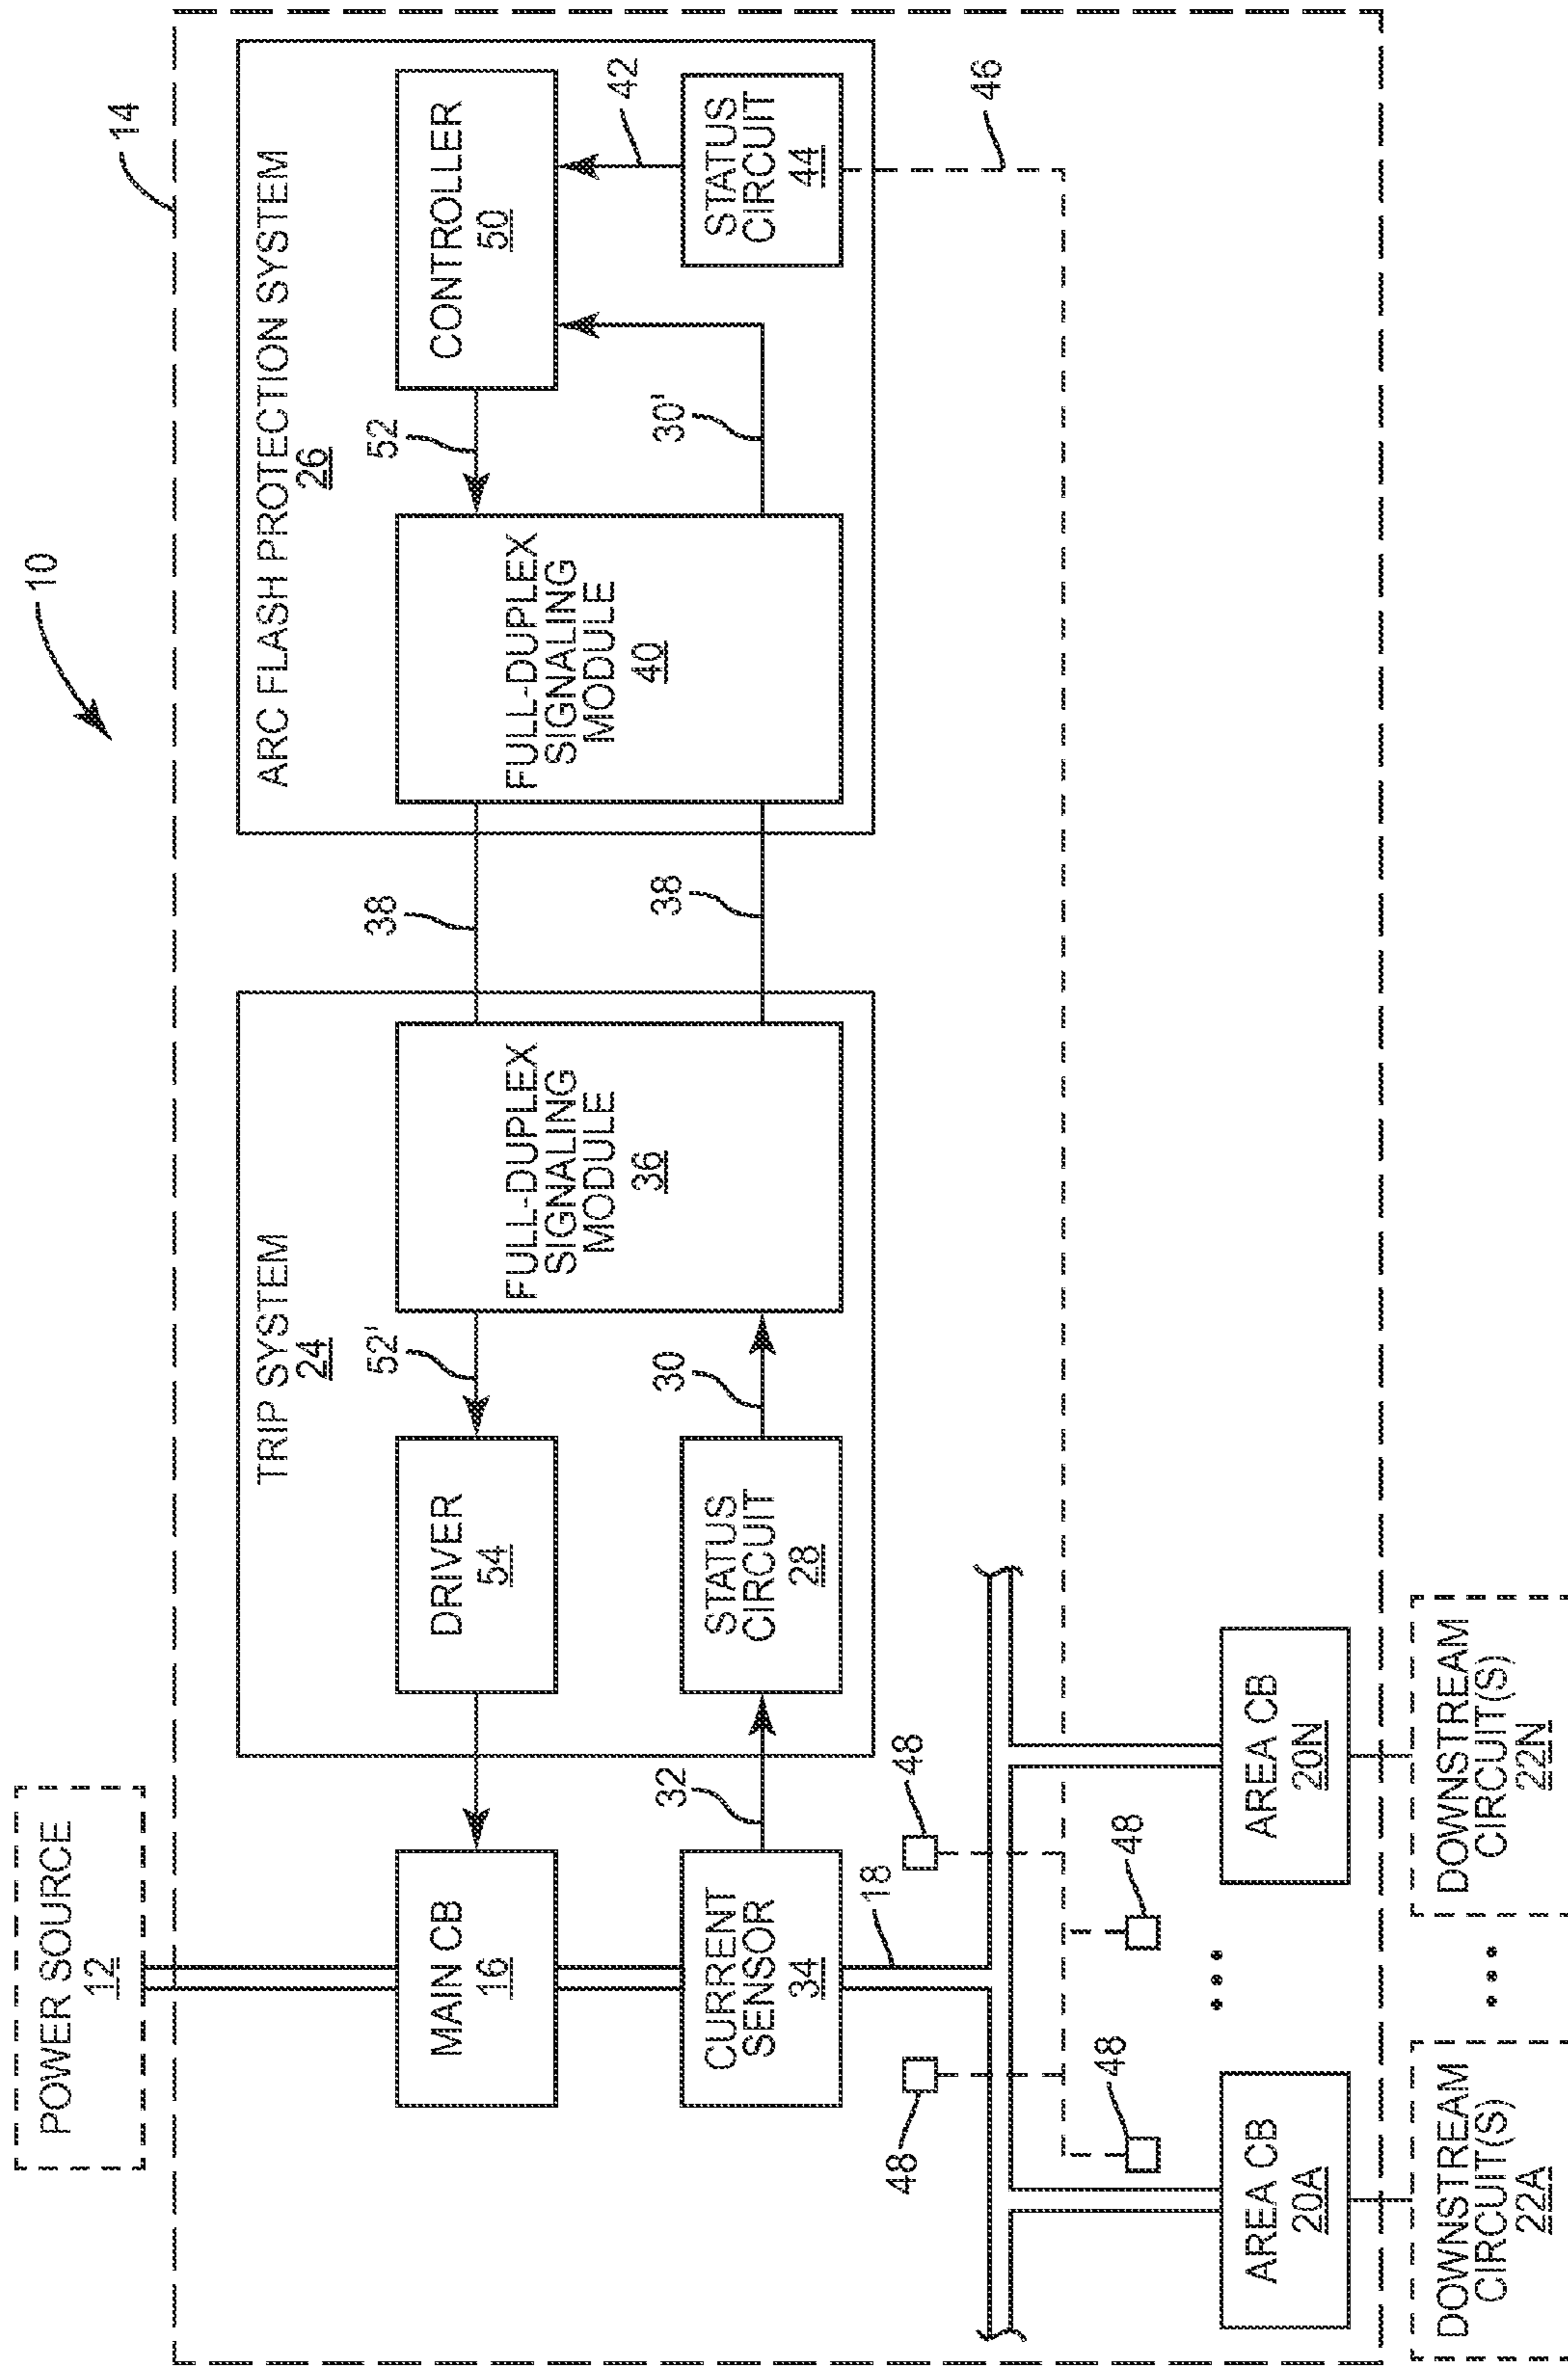 10
14
POWER SOURCE
12
TRIP SYSTEM
24
ARC FLASH PROTECTION SYSTEM
26
MAIN CB
16
DRIVER
54
52'
FULL-DUPLEX
SIGNALING
MODULE
36
38
38
FULL-DUPLEX
SIGNALING
MODULE
40
52
CONTROLLER
50
30'
42
STATUS
CIRCUIT
44
46
CURRENT
SENSOR
34
32
STATUS
CIRCUIT
28
30
18
48
48
48
48
AREA CB
20A
AREA CB
20N
DOWNSTREAM
CIRCUIT(S)
22A
DOWNSTREAM
CIRCUIT(S)
22N